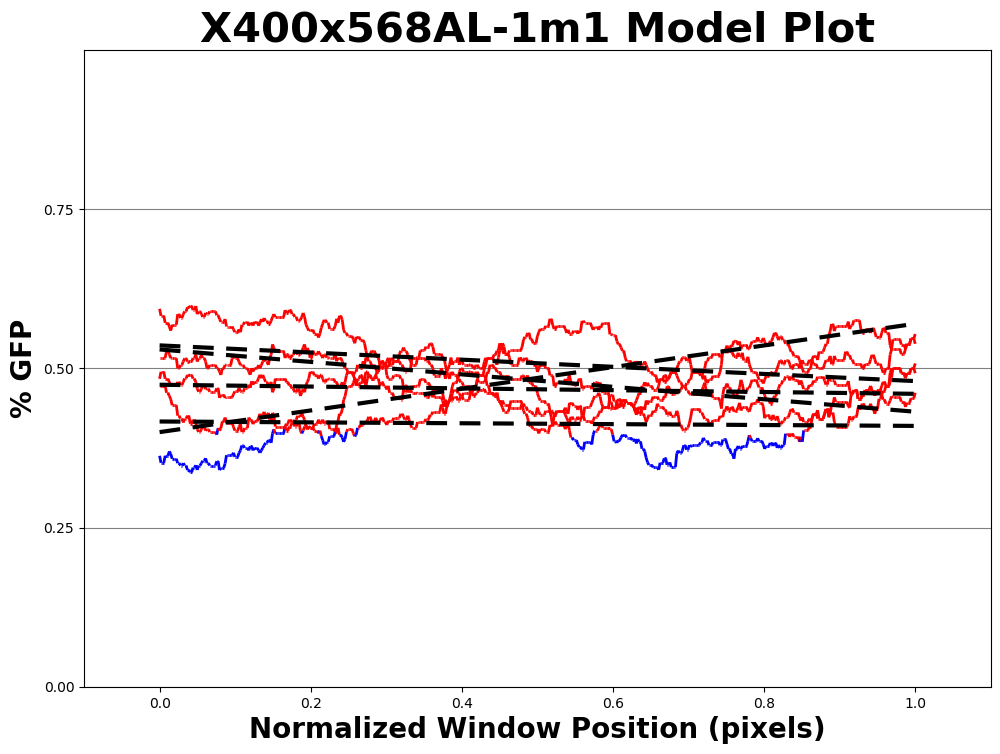 X400x568AL-1m1 Model Plot
% GFP
0.75
0.50
0.25
0.00
0.0 0.2 0.4 0.6 0.8 1.0
Normalized Window Position (pixels)